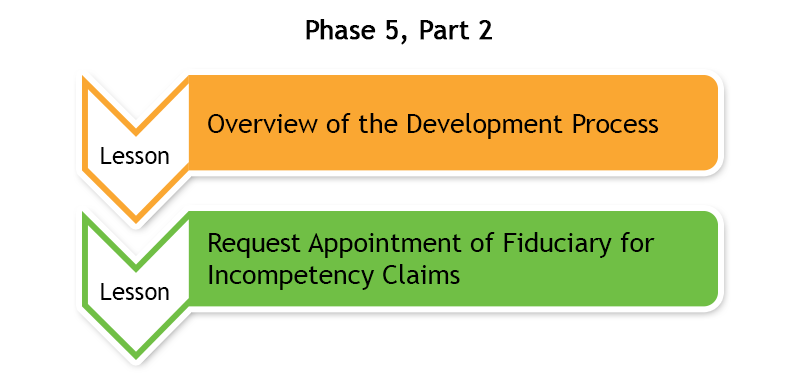 Phase 5, Part 2
Lesson
Overview of the Development Process
Lesson
Request Appointment of Fiduciary for
Incompetency Claims